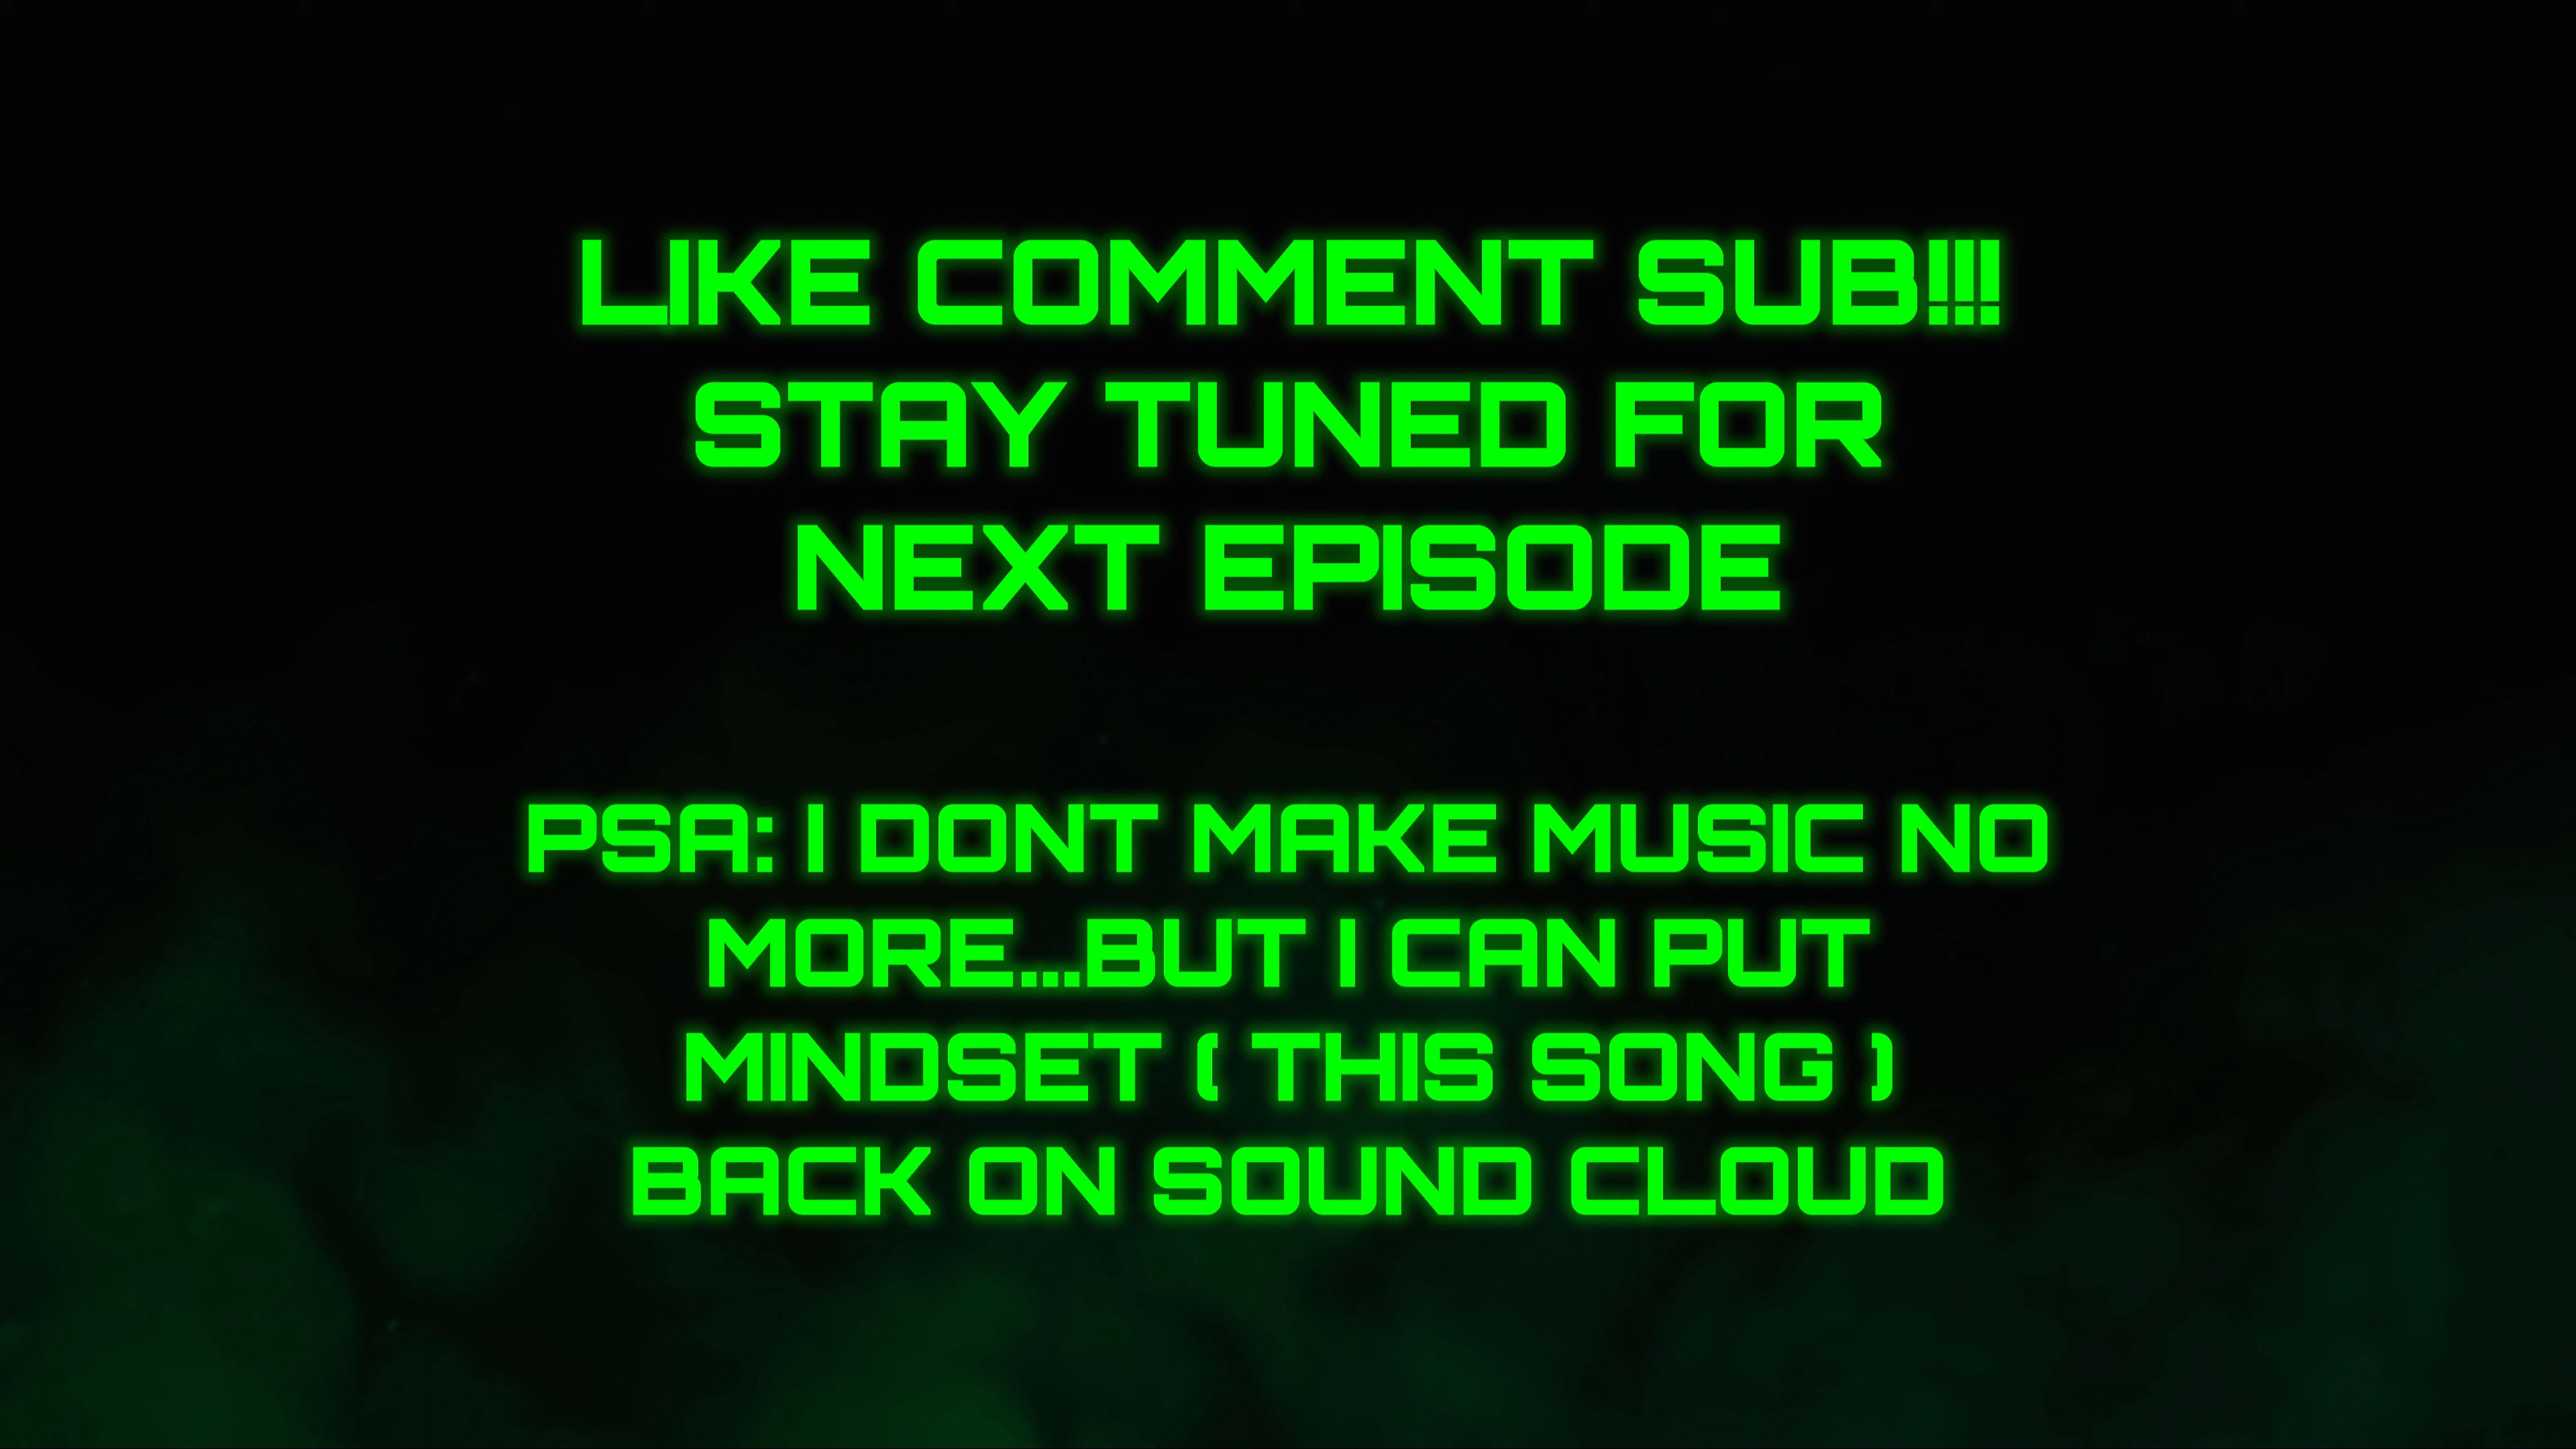 LIKE COMMENT SUB!!!
STAY TUNED FOR
NEXT EPISODE
PSA: I DONT MAKE MUSIC NO
MORE...BUT I CAN PUT
MINDSET ( THIS SONG )
BACK ON SOUND CLOUD